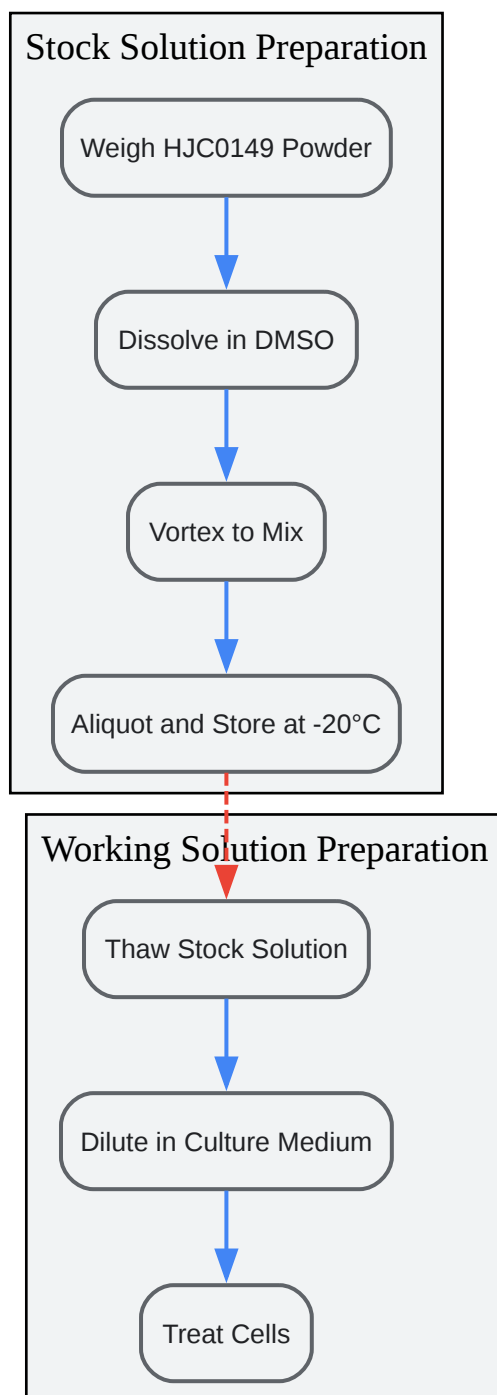 Stock Solution Preparation
Weigh HJC0149 Powder
Dissolve in DMSO
Vortex to Mix
Aliquot and Store at -20°C
Working Solution Preparation
Thaw Stock Solution
Dilute in Culture Medium
Treat Cells